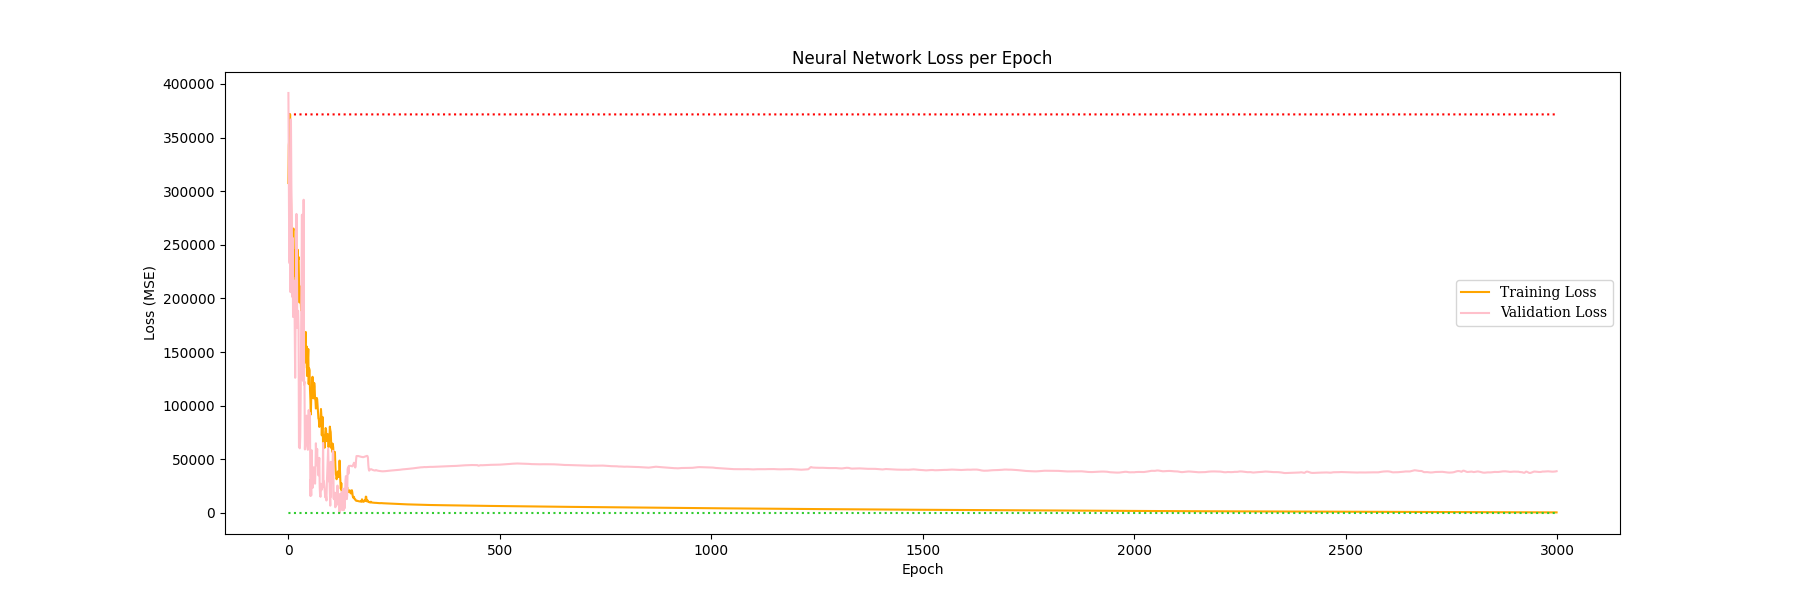 Neural Network Loss per Epoch
400000
350000
300000
250000
200000
150000
100000
50000
0
Loss (MSE)
Training Loss
Validation Loss
0 500 1000 1500 2000 2500 3000
Epoch